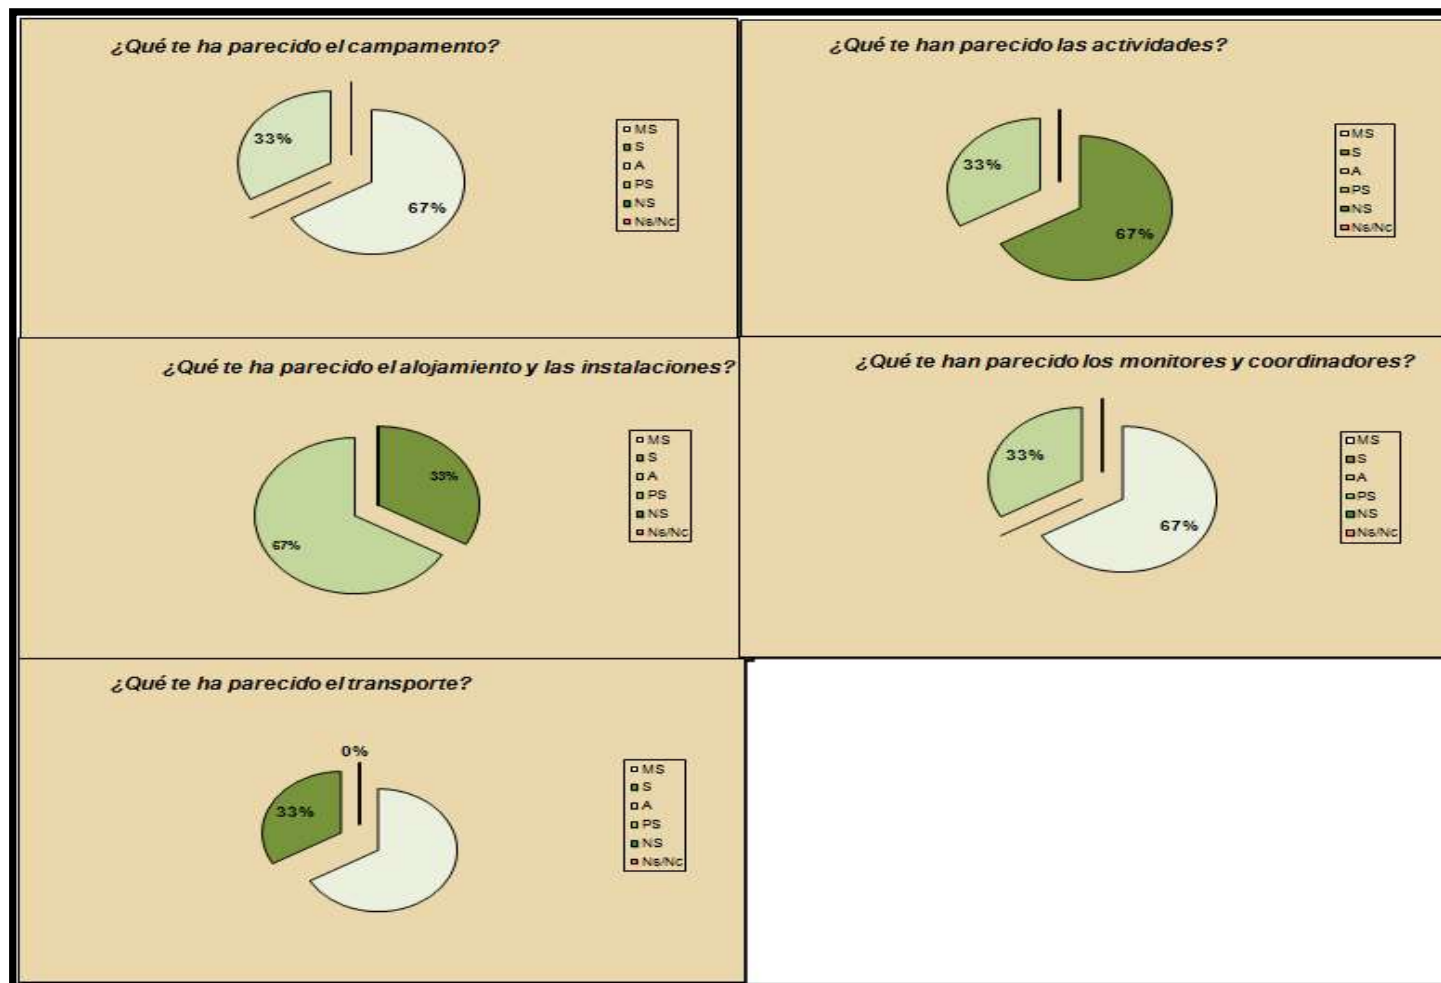 ¿Qué te ha parecido el campamento?
33%
67%
MS
S
A
PS
NS
Ns/Nc
¿Qué te han parecido las actividades?
33%
67%
MS
S
A
PS
NS
Ns/Nc
¿Qué te ha parecido el alojamiento y las instalaciones?
33%
67%
MS
S
A
PS
NS
Ns/Nc
¿Qué te han parecido los monitores y coordinadores?
33%
67%
MS
S
A
PS
NS
Ns/Nc
¿Qué te ha parecido el transporte?
0%
33%
MS
S
A
PS
NS
Ns/Nc